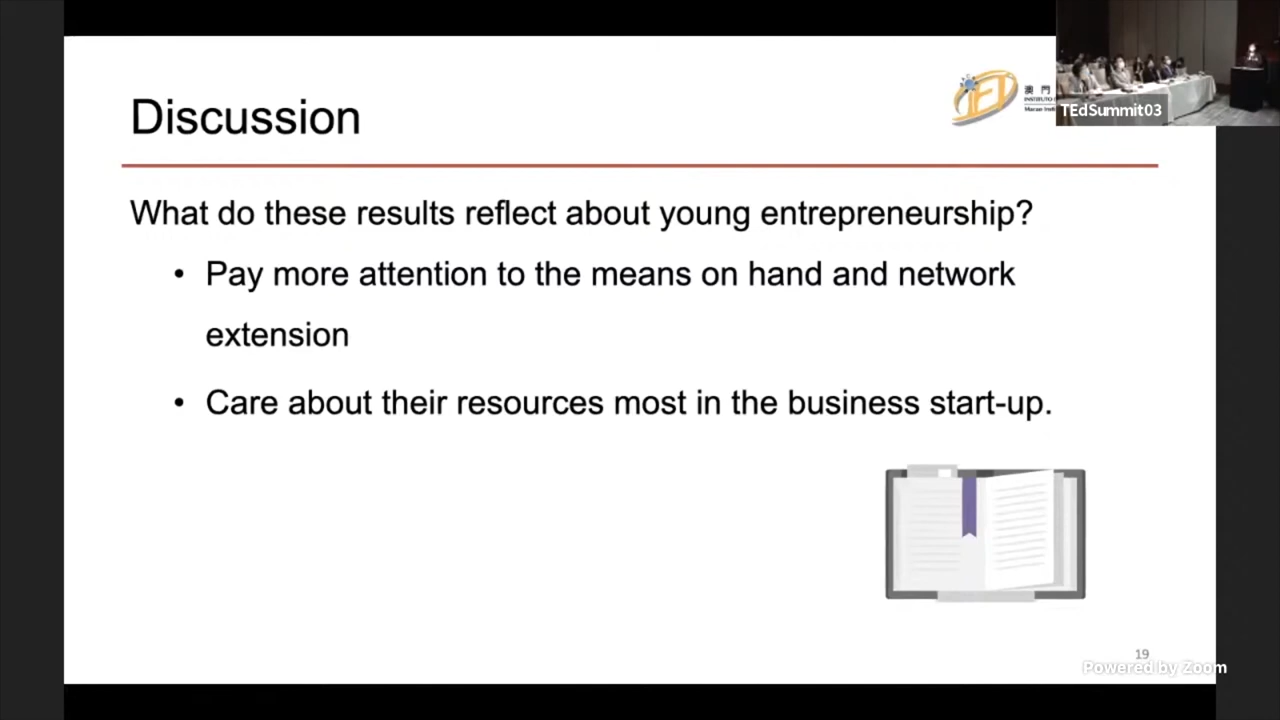 Discussion
澳 門
INSTITUTO
TEdSummit03
What do these results reflect about young entrepreneurship?
• Pay more attention to the means on hand and network
extension
• Care about their resources most in the business start-up.
19
Powered by Zoom